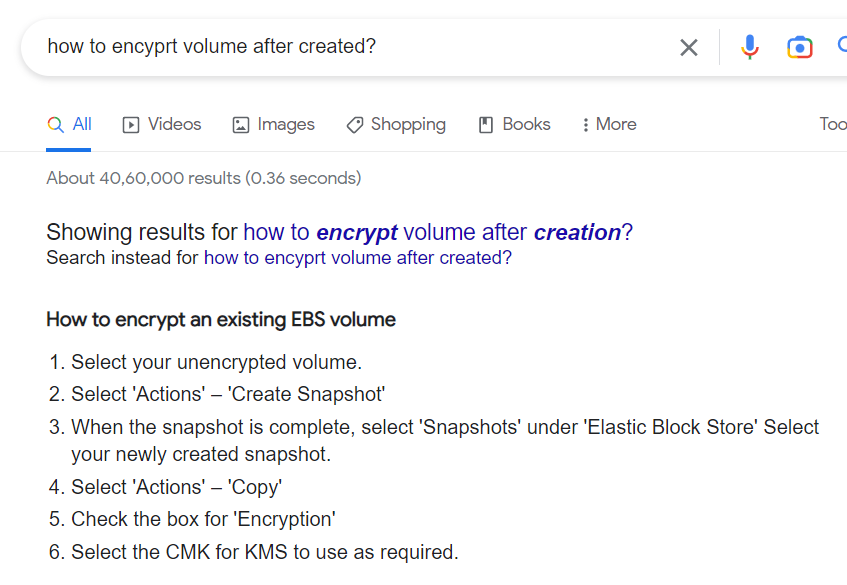 how to encyprt volume after created?
All Videos Images Shopping Books More Too
About 40,60,000 results (0.36 seconds)
Showing results for how to encrypt volume after creation?
Search instead for how to encyprt volume after created?
How to encrypt an existing EBS volume
1. Select your unencrypted volume.
2. Select 'Actions' – 'Create Snapshot'
3. When the snapshot is complete, select 'Snapshots' under 'Elastic Block Store' Select
your newly created snapshot.
4. Select 'Actions' – 'Copy'
5. Check the box for 'Encryption'
6. Select the CMK for KMS to use as required.